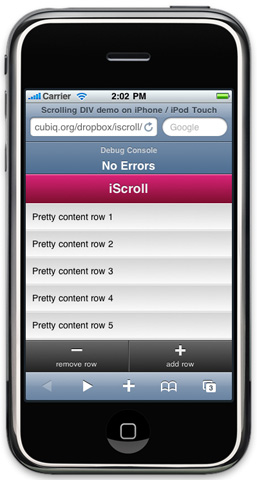 Carrier 2:02 PM
Scrolling DIV demo on iPhone / iPod Touch
cubiq.org/dropbox/iscroll/ Google
Debug Console
No Errors
iScroll
Pretty content row 1
Pretty content row 2
Pretty content row 3
Pretty content row 4
Pretty content row 5
remove row add row
3